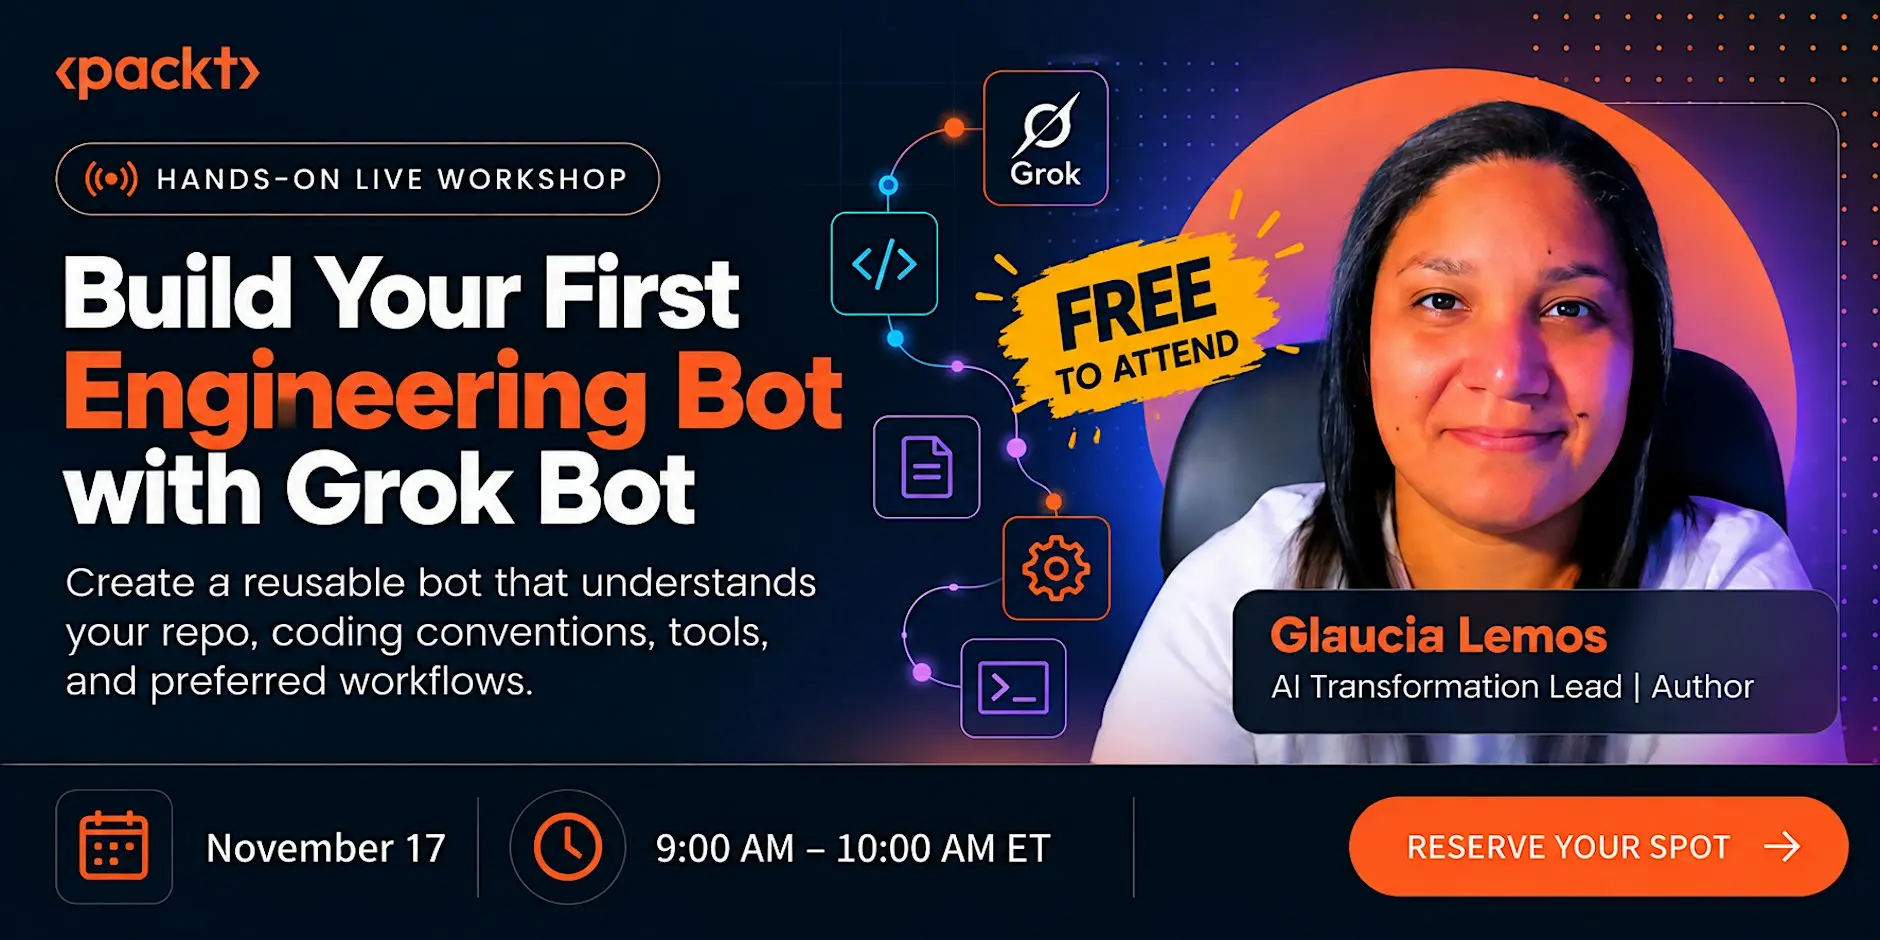 <packt>
HANDS-ON LIVE WORKSHOP
Build Your First
Engineering Bot
with Grok Bot
Create a reusable bot that understands
your repo, coding conventions, tools,
and preferred workflows.
Grok
</>
FREE
TO ATTEND
>_
Glaucia Lemos
AI Transformation Lead | Author
November 17
9:00 AM – 10:00 AM ET
RESERVE YOUR SPOT →